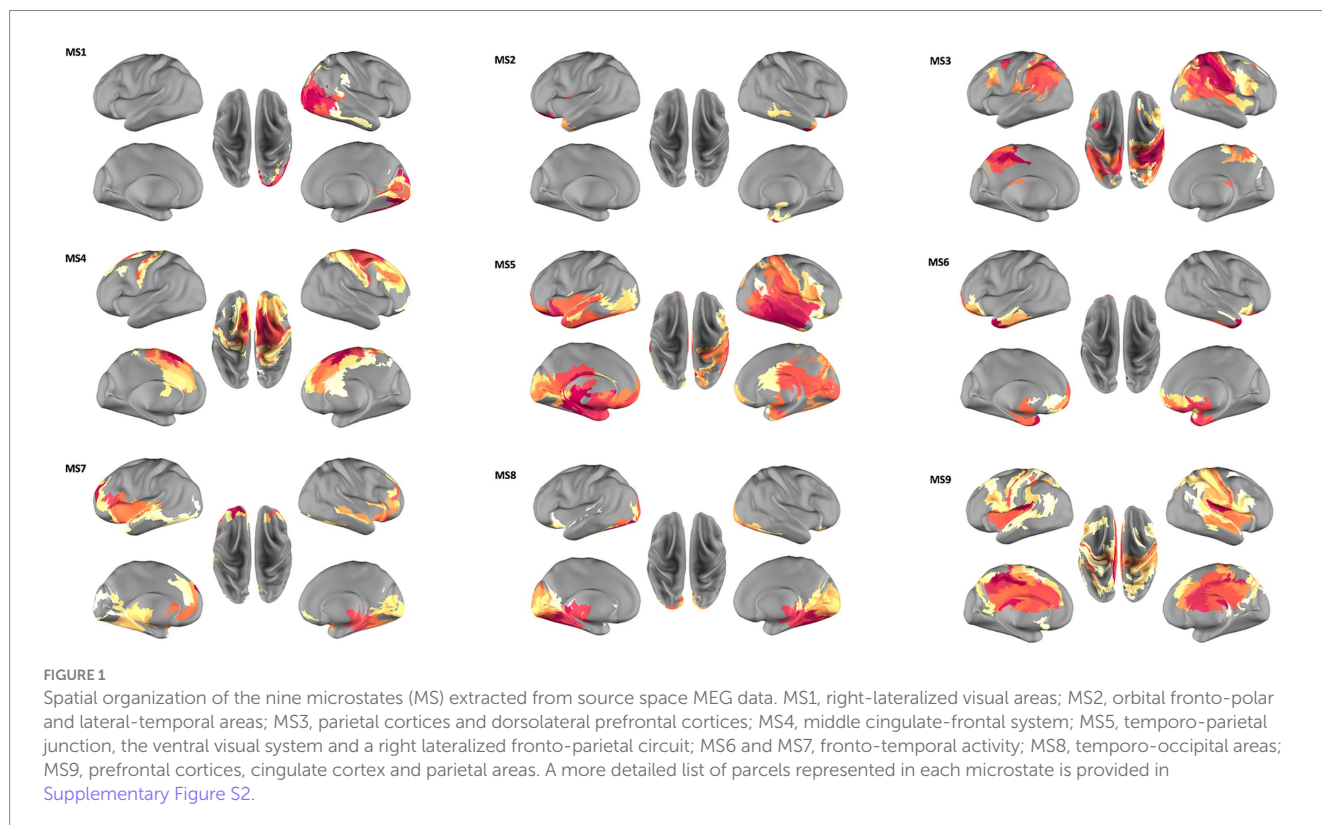 MS1
MS2
MS3
MS4
MS5
MS6
MS7
MS8
MS9
FIGURE 1
Spatial organization of the nine microstates (MS) extracted from source space MEG data. MS1, right-lateralized visual areas; MS2, orbital fronto-polar
and lateral-temporal areas; MS3, parietal cortices and dorsolateral prefrontal cortices; MS4, middle cingulate-frontal system; MS5, temporo-parietal
junction, the ventral visual system and a right lateralized fronto-parietal circuit; MS6 and MS7, fronto-temporal activity; MS8, temporo-occipital areas;
MS9, prefrontal cortices, cingulate cortex and parietal areas. A more detailed list of parcels represented in each microstate is provided in
Supplementary Figure S2.